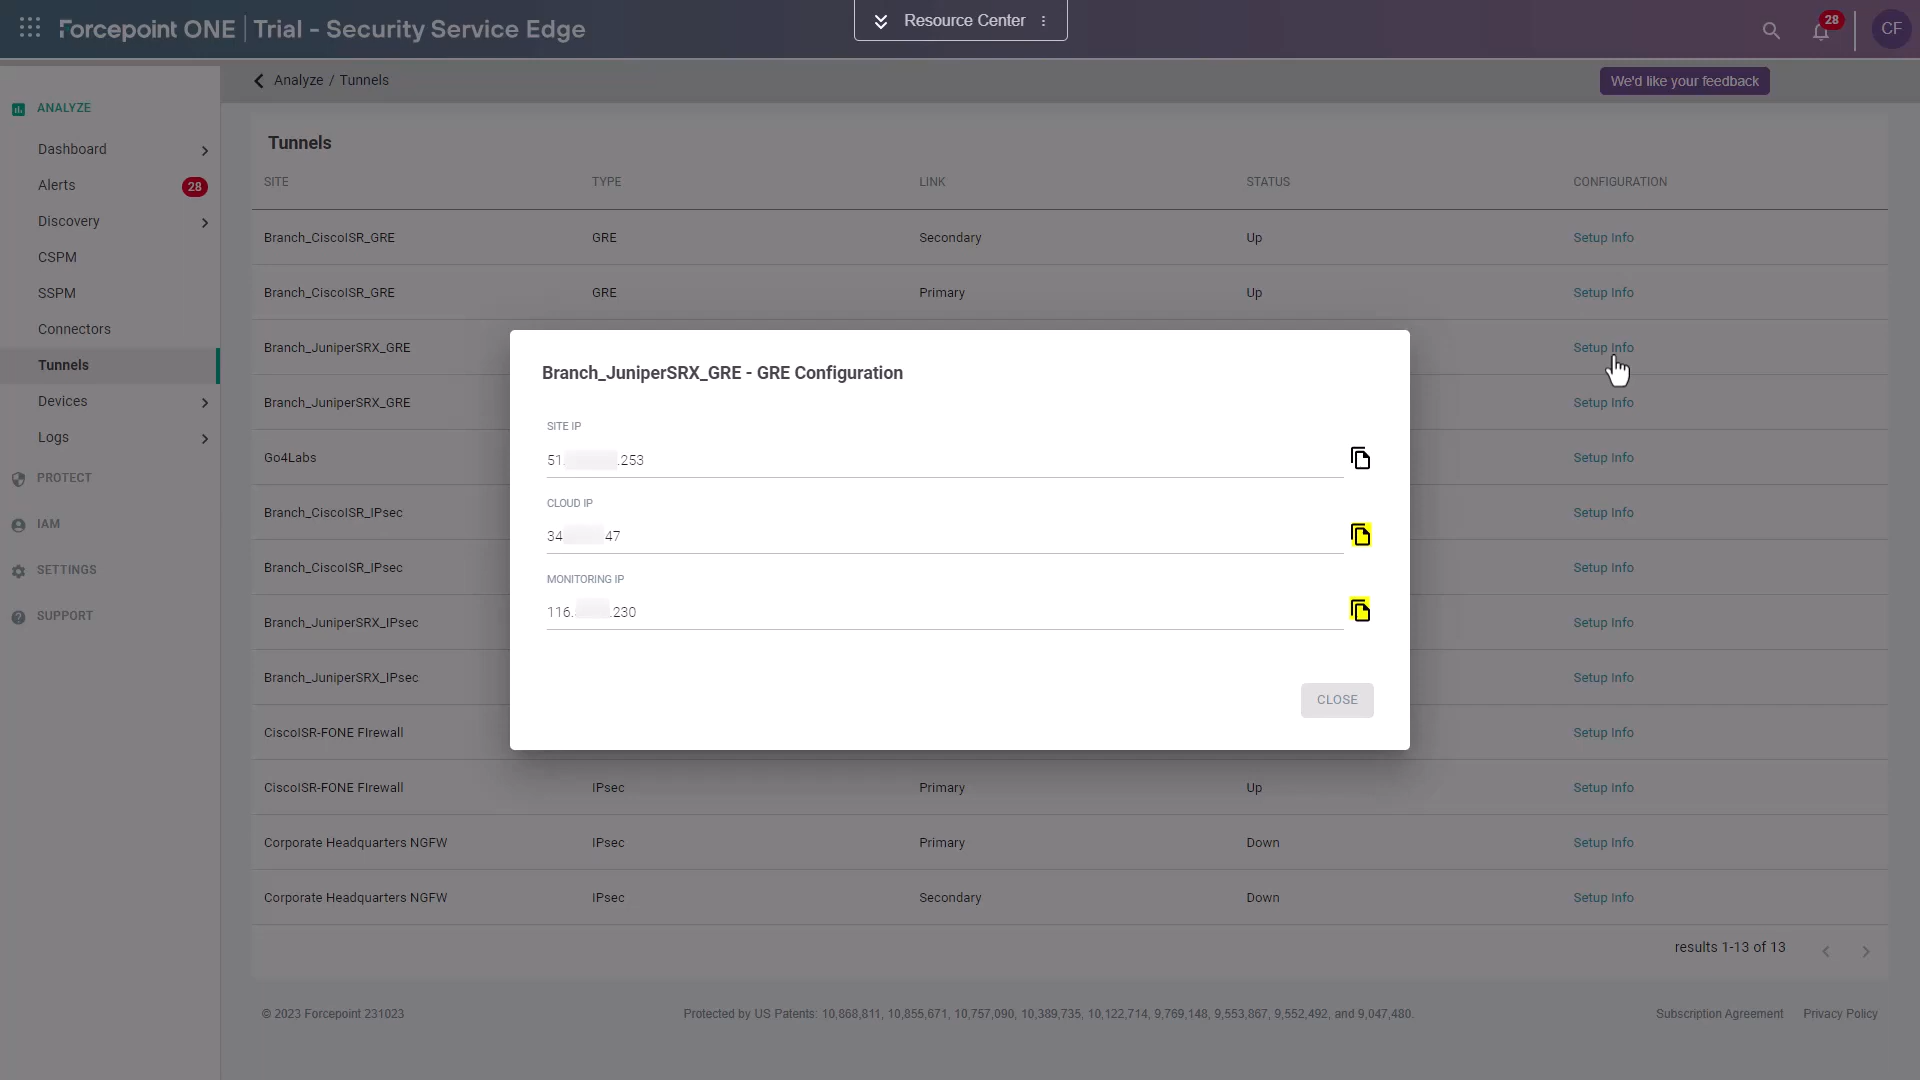 Forcepoint ONE | Trial - Security Service Edge
Resource Center
28
CF
Analyze / Tunnels
We'd like your feedback
ANALYZE
Dashboard
Alerts
28
Discovery
CSPM
SSPM
Connectors
Tunnels
Devices
Logs
PROTECT
IAM
SETTINGS
SUPPORT
Tunnels
SITE TYPE LINK STATUS CONFIGURATION
Branch_CiscoISR_GRE GRE Secondary Up Setup Info
Branch_CiscoISR_GRE GRE Primary Up Setup Info
Branch_JuniperSRX_GRE Setup Info
Branch_JuniperSRX_GRE Setup Info
Go4Labs Setup Info
Branch_CiscoISR_IPsec Setup Info
Branch_CiscoISR_IPsec Setup Info
Branch_JuniperSRX_IPsec Setup Info
Branch_JuniperSRX_IPsec Setup Info
CiscoISR-FONE FIrewall Setup Info
CiscoISR-FONE FIrewall IPsec Primary Up Setup Info
Corporate Headquarters NGFW IPsec Primary Down Setup Info
Corporate Headquarters NGFW IPsec Secondary Down Setup Info
results 1-13 of 13
Branch_JuniperSRX_GRE - GRE Configuration
SITE IP
51. .253
CLOUD IP
34 47
MONITORING IP
116. .230
CLOSE
© 2023 Forcepoint 231023
Protected by US Patents: 10,868,811, 10,855,671, 10,757,090, 10,389,735, 10,122,714, 9,769,148, 9,553,867, 9,552,492, and 9,047,480.
Subscription Agreement Privacy Policy